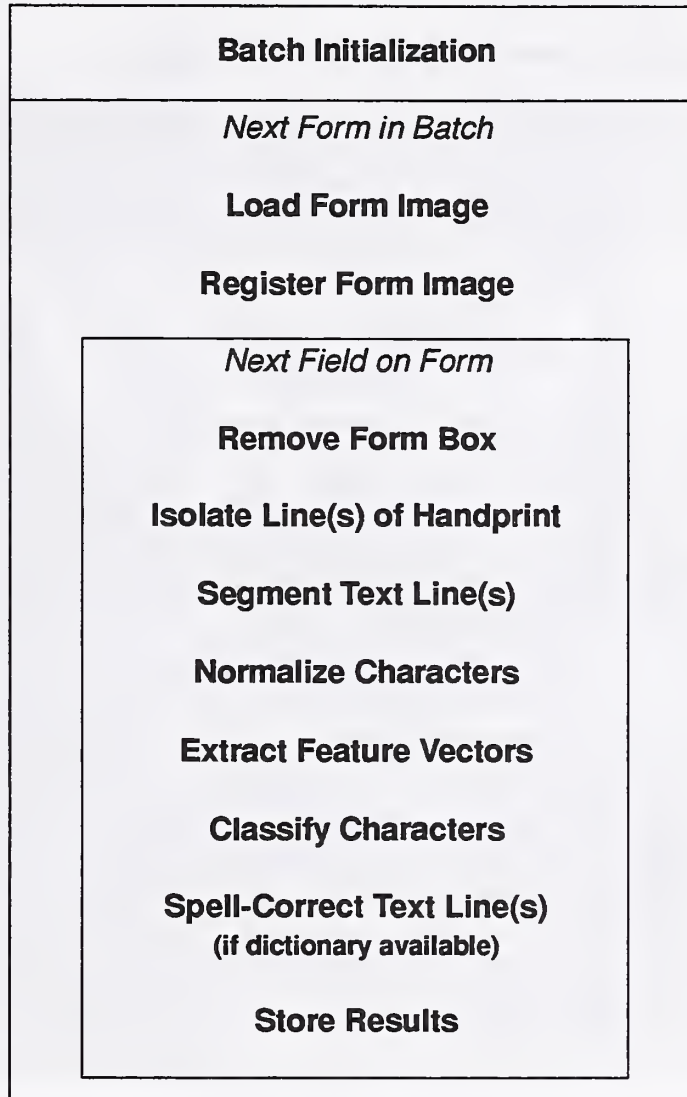 Batch Initialization
Next Form in Batch
Load Form Image
Register Form Image
Next Field on Form
Remove Form Box
Isolate Line(s) of Handprint
Segment Text Line(s)
Normalize Characters
Extract Feature Vectors
Classify Characters
Spell-Correct Text Line(s)
(if dictionary available)
Store Results